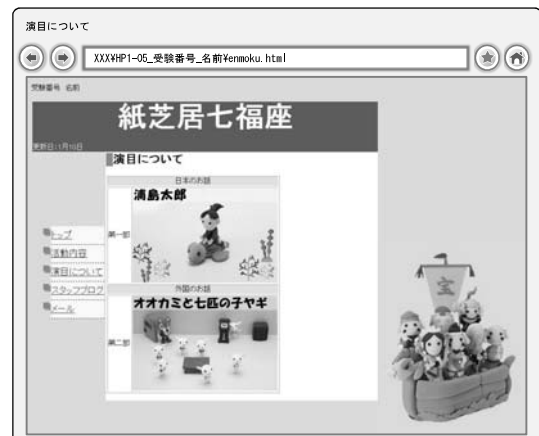 演目について
XXX¥HP1-05_受験番号_名前¥enmoku.html
受験番号 名前
紙芝居七福座
更新日:1月10日
演目について
日本のお話
浦島太郎
第一部
トップ
活動内容
演目について
スタッフブログ
メール
外国のお話
オオカミと七匹の子ヤギ
第二部
宝